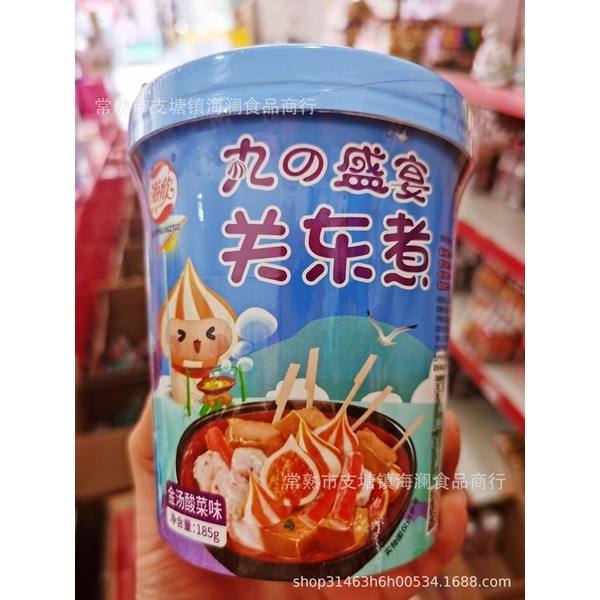 常熟市支塘镇海澜食品商行
海欣
丸の盛宴
关东煮
金汤酸菜味
净含量:185g
常熟市支塘镇海澜食品商行
shop31463h6h00534.1688.com